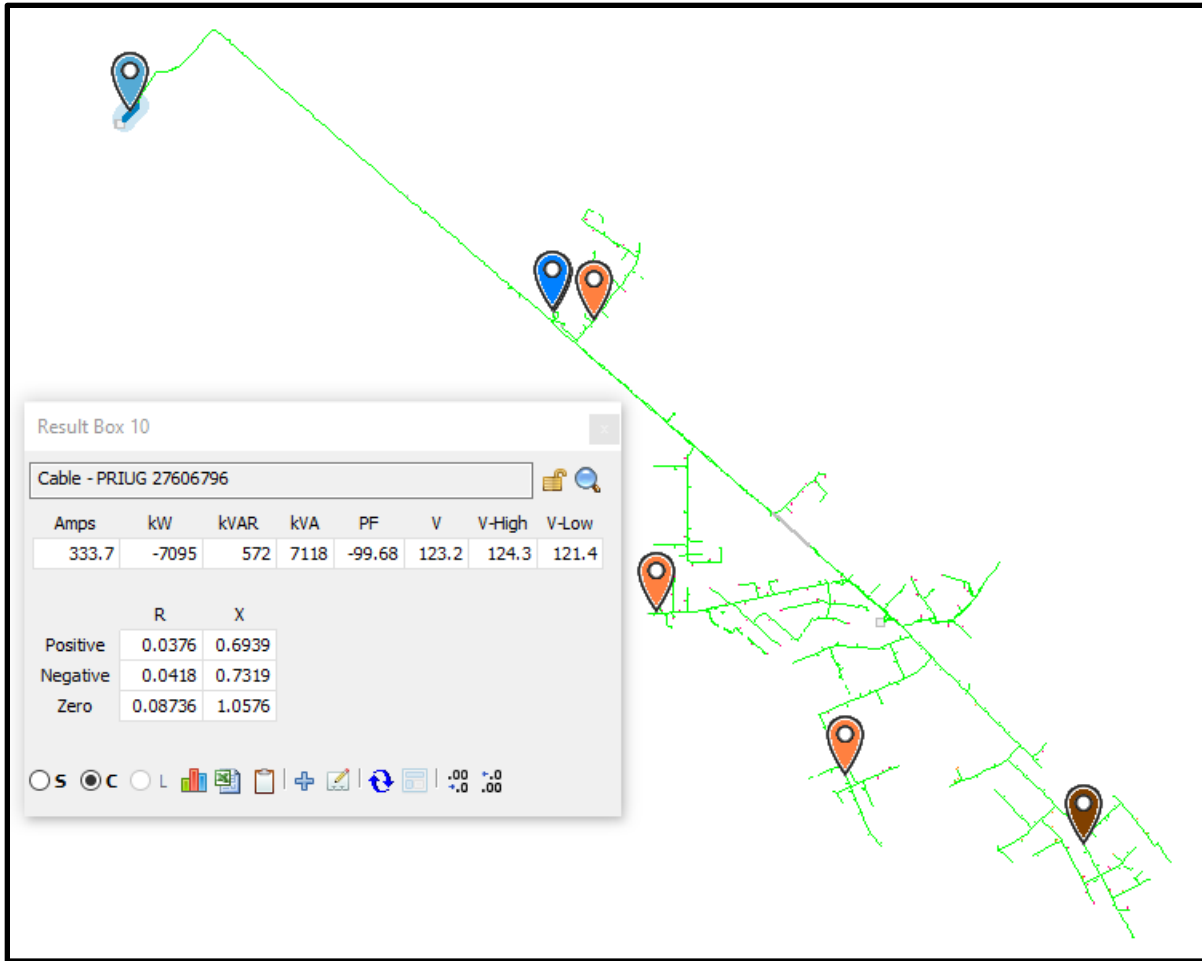 Result Box 10
x
Cable - PRIUG 27606796
Amps kW kVAR kVA PF V V-High V-Low
333.7 -7095 572 7118 -99.68 123.2 124.3 121.4
R X
Positive 0.0376 0.6939
Negative 0.0418 0.7319
Zero 0.08736 1.0576
S C L .00 .0 .0 .00